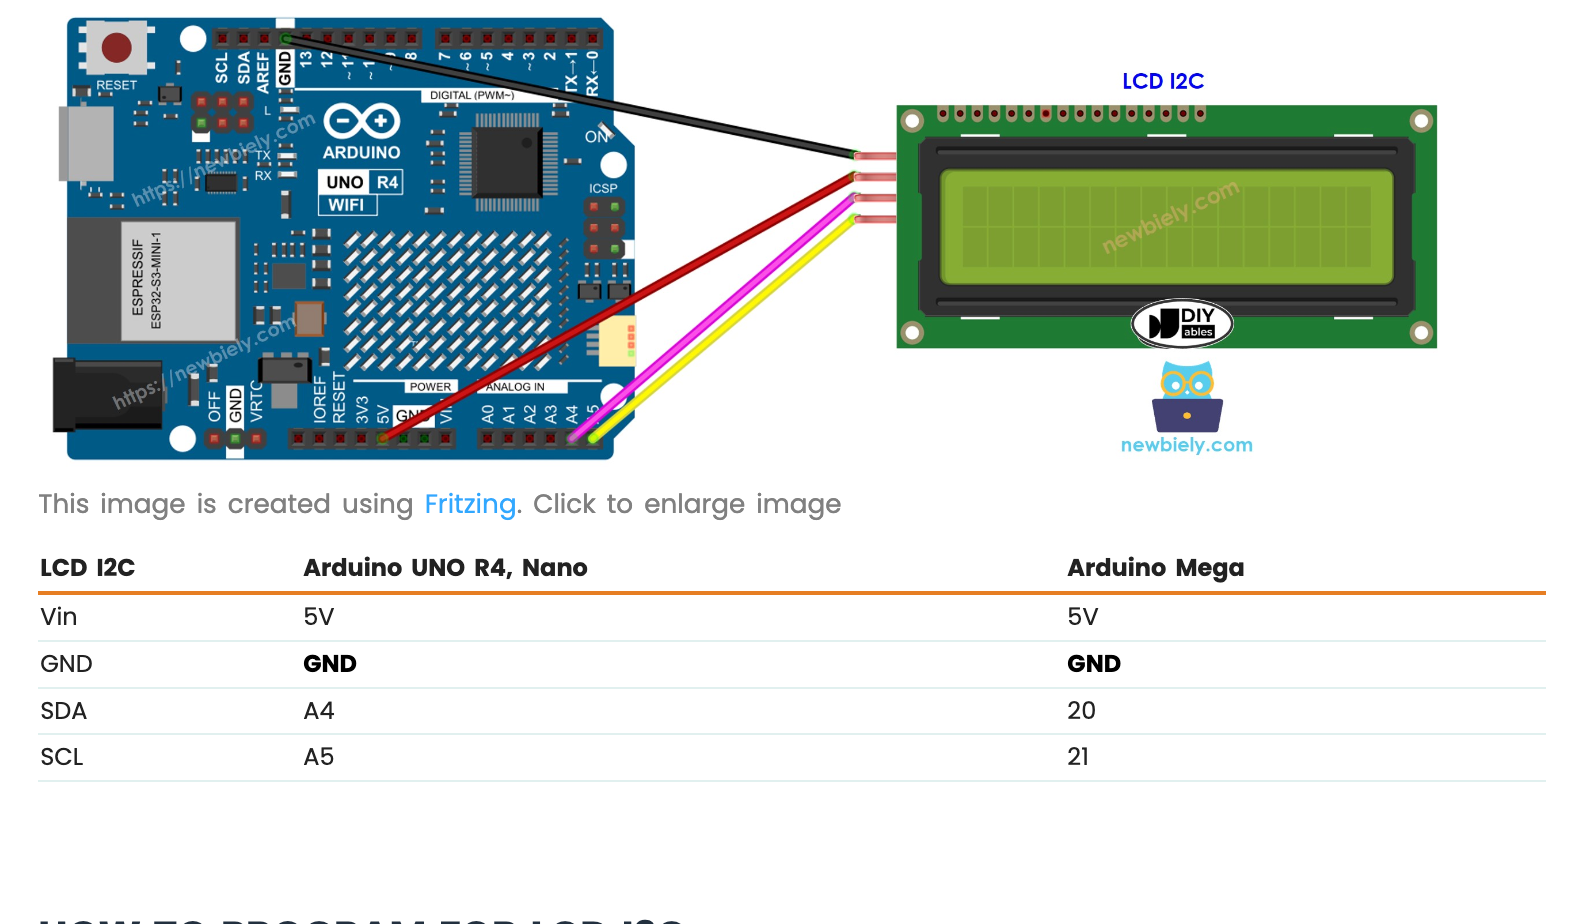 LCD I2C
RESET
SCL
SDA
AREF
GND
13
12
8
7
~6
~5
4
~3
2
TX→1
RX←0
DIGITAL (PWM~)
L
TX
RX
ON
ARDUINO
UNO R4
WIFI
ICSP
https://newbiely.com
newbiely.com
ESPRESSIF
ESP32-S3-MINI-1
https://newbiely.com
DIY
ables
OFF
GND
VRTC
IOREF
RESET
3V3
5V
POWER
ANALOG IN
A0
A1
A2
A3
A4
newbiely.com
This image is created using Fritzing. Click to enlarge image
LCD I2C Arduino UNO R4, Nano Arduino Mega
Vin 5V 5V
GND GND GND
SDA A4 20
SCL A5 21